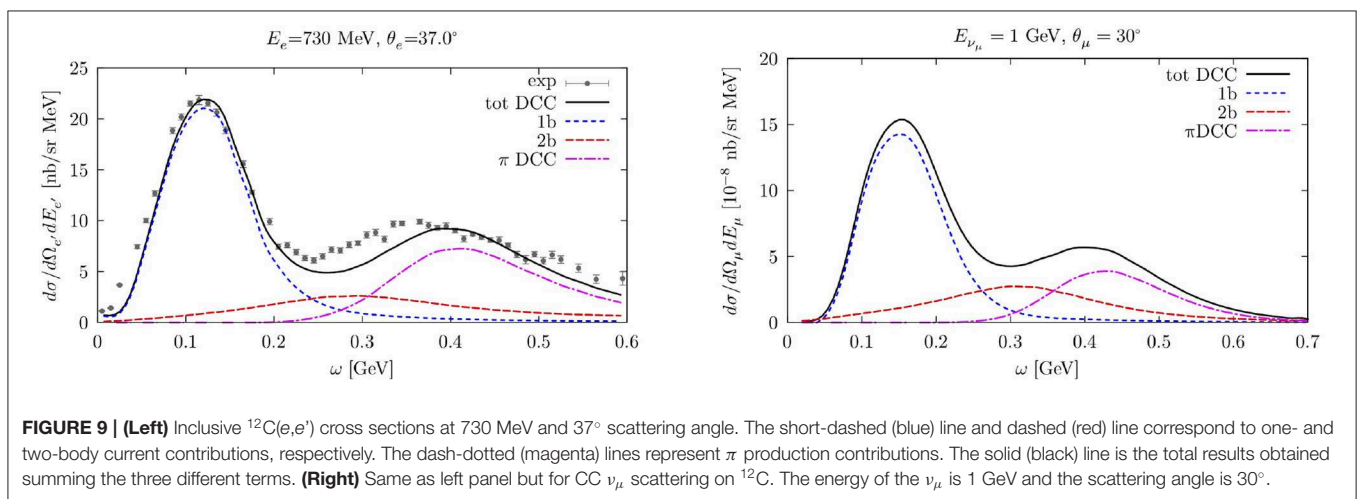 E_e=730 MeV, θ_e=37.0°
dσ/dΩ_e′dE_e′ [nb/sr MeV]
25
20
15
10
5
0
exp
tot DCC
1b
2b
π DCC
0 0.1 0.2 0.3 0.4 0.5 0.6
ω [GeV]
E_νμ = 1 GeV, θ_μ = 30°
dσ/dΩ_μdE_μ [10⁻⁸ nb/sr MeV]
20
15
10
5
0
tot DCC
1b
2b
πDCC
0 0.1 0.2 0.3 0.4 0.5 0.6 0.7
ω [GeV]
FIGURE 9 | (Left) Inclusive ¹²C(e,e’) cross sections at 730 MeV and 37° scattering angle. The short-dashed (blue) line and dashed (red) line correspond to one- and
two-body current contributions, respectively. The dash-dotted (magenta) lines represent π production contributions. The solid (black) line is the total results obtained
summing the three different terms. (Right) Same as left panel but for CC ν_μ scattering on ¹²C. The energy of the ν_μ is 1 GeV and the scattering angle is 30°.